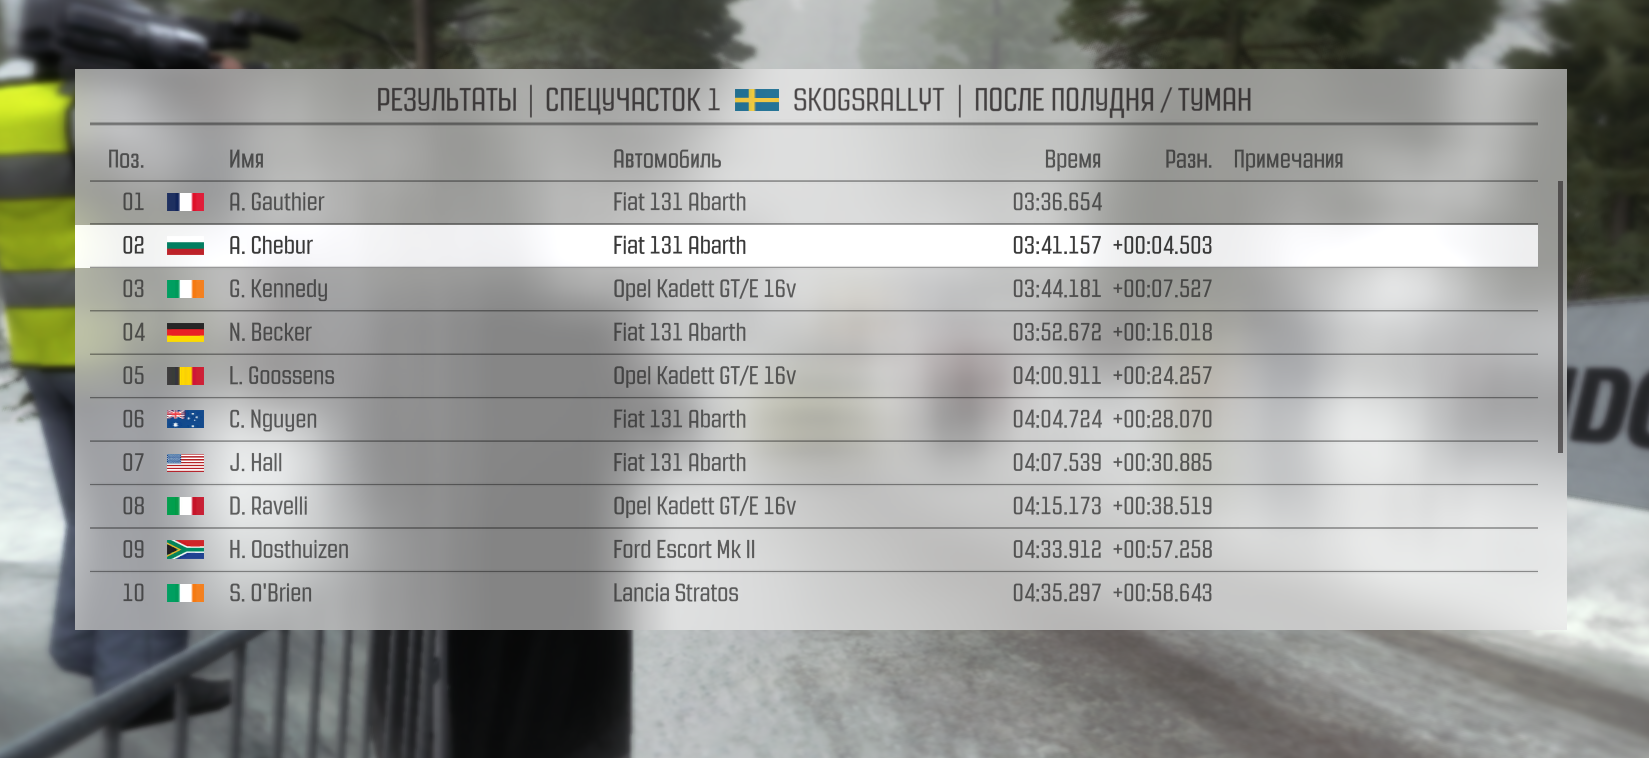 РЕЗУЛЬТАТЫ | СПЕЦУЧАСТОК 1 SKOGSRALLYT | ПОСЛЕ ПОЛУДНЯ / ТУМАН
Поз. Имя Автомобиль Время Разн. Примечания
01 A. Gauthier Fiat 131 Abarth 03:36.654
02 A. Chebur Fiat 131 Abarth 03:41.157 +00:04.503
03 G. Kennedy Opel Kadett GT/E 16v 03:44.181 +00:07.527
04 N. Becker Fiat 131 Abarth 03:52.672 +00:16.018
05 L. Goossens Opel Kadett GT/E 16v 04:00.911 +00:24.257
06 C. Nguyen Fiat 131 Abarth 04:04.724 +00:28.070
07 J. Hall Fiat 131 Abarth 04:07.539 +00:30.885
08 D. Ravelli Opel Kadett GT/E 16v 04:15.173 +00:38.519
09 H. Oosthuizen Ford Escort Mk II 04:33.912 +00:57.258
10 S. O'Brien Lancia Stratos 04:35.297 +00:58.643